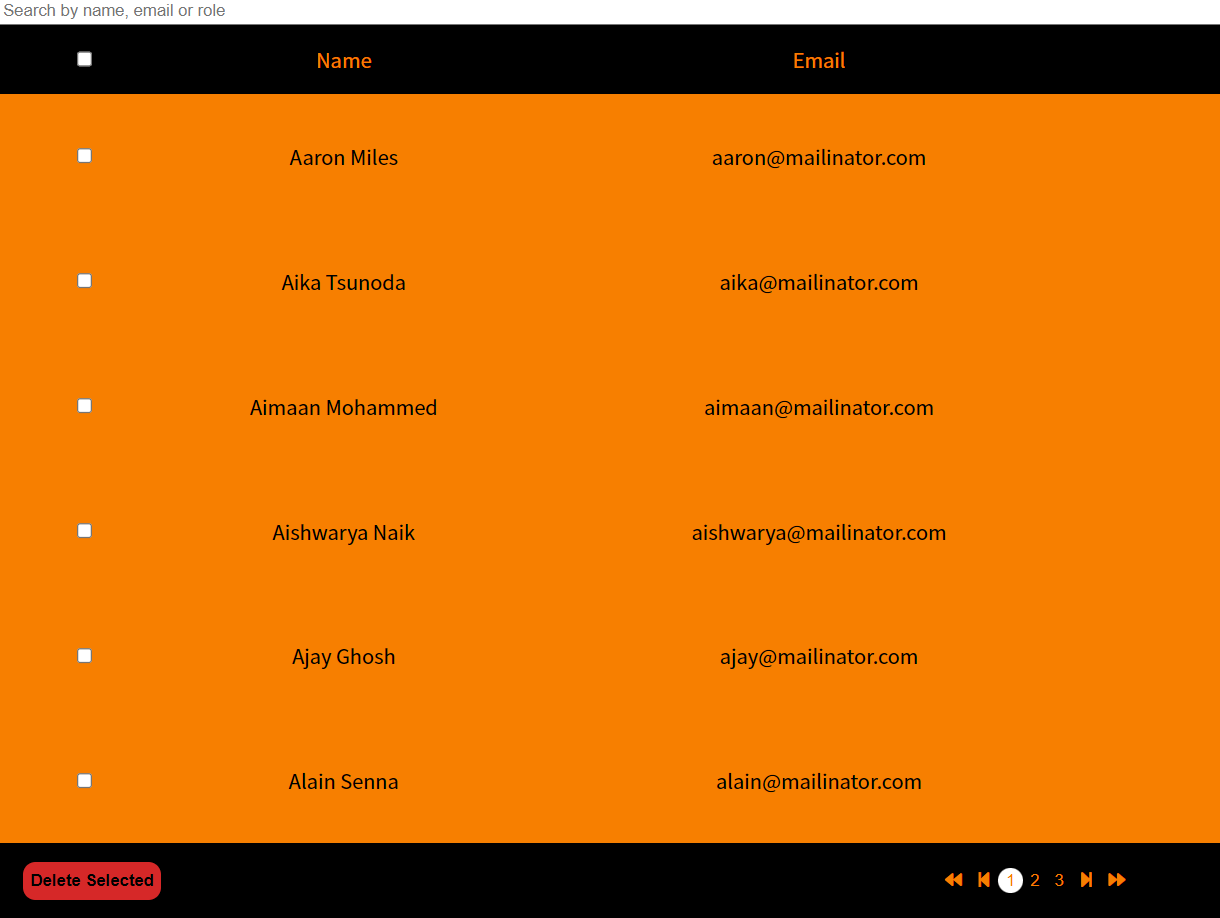 Search by name, email or role
Name Email
Aaron Miles aaron@mailinator.com
Aika Tsunoda aika@mailinator.com
Aimaan Mohammed aimaan@mailinator.com
Aishwarya Naik aishwarya@mailinator.com
Ajay Ghosh ajay@mailinator.com
Alain Senna alain@mailinator.com
Delete Selected 1 2 3